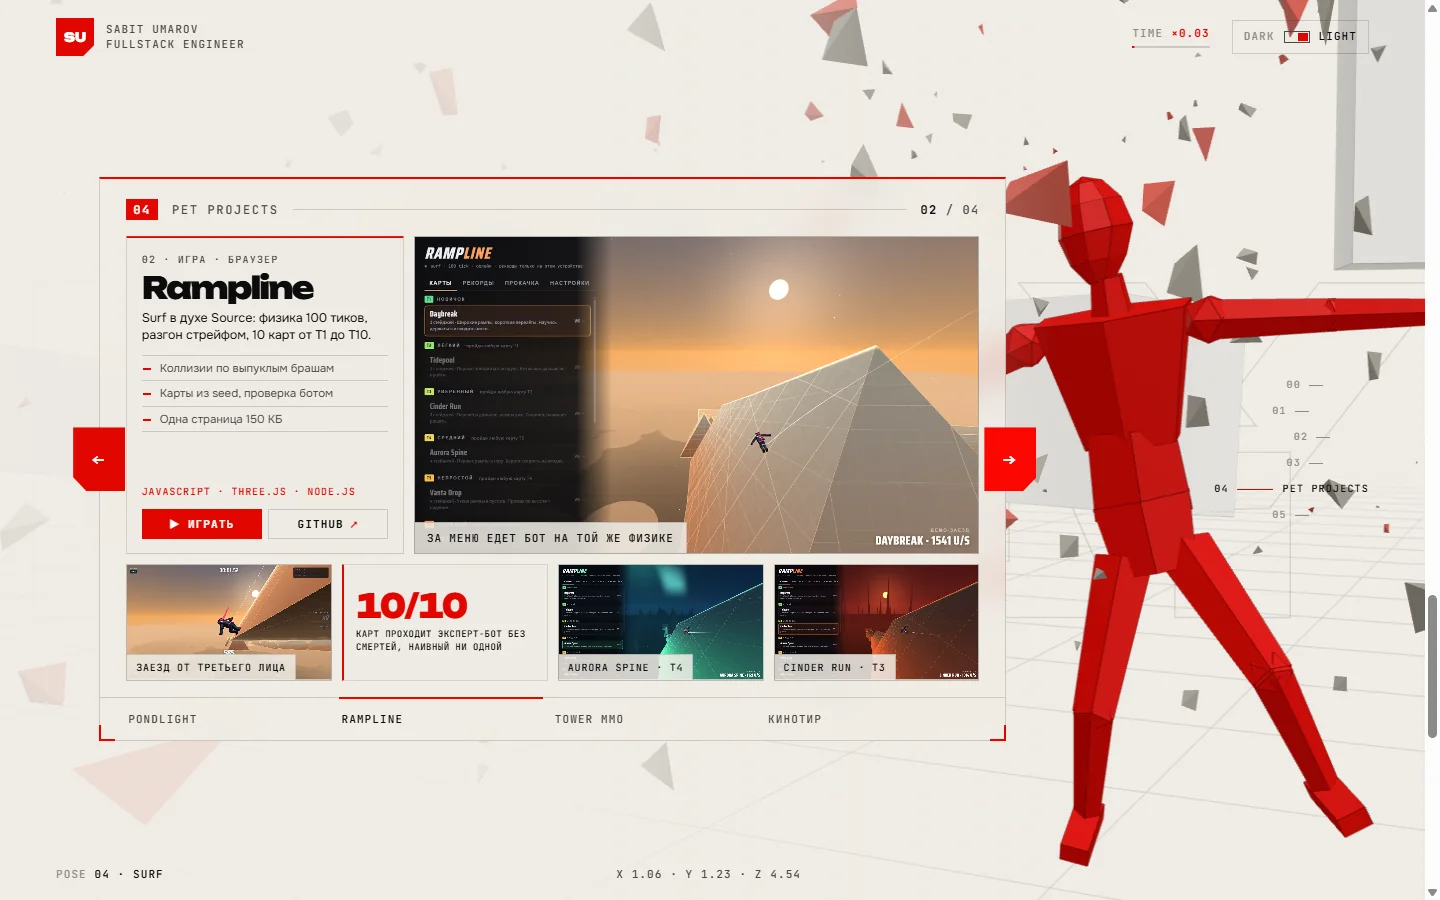 SU
SABIT UMAROV
FULLSTACK ENGINEER
TIME ×0.03
DARK LIGHT
04 PET PROJECTS 02 / 04
02 · ИГРА · БРАУЗЕР
Rampline
Surf в духе Source: физика 100 тиков,
разгон стрейфом, 10 карт от T1 до T10.
Коллизии по выпуклым брашам
Карты из seed, проверка ботом
Одна страница 150 КБ
JAVASCRIPT · THREE.JS · NODE.JS
▶ ИГРАТЬ
GITHUB ↗
←
RAMPLINE
КАРТЫ РЕКОРДЫ ПРОКАЧКА НАСТРОЙКИ
T1 НОВИЧОК
Daybreak
Tidepool
Cinder Run
Aurora Spine
СРЕДНИЙ
НЕПРОСТОЙ
Vanta Drop
ЗА МЕНЮ ЕДЕТ БОТ НА ТОЙ ЖЕ ФИЗИКЕ
DAYBREAK · 1541 U/S
→
ЗАЕЗД ОТ ТРЕТЬЕГО ЛИЦА
10/10
КАРТ ПРОХОДИТ ЭКСПЕРТ-БОТ БЕЗ
СМЕРТЕЙ, НАИВНЫЙ НИ ОДНОЙ
AURORA SPINE · T4
CINDER RUN · T3
PONDLIGHT
RAMPLINE
TOWER MMO
КИНОТИР
00
01
02
03
04 PET PROJECTS
05
POSE 04 · SURF
X 1.06 · Y 1.23 · Z 4.54